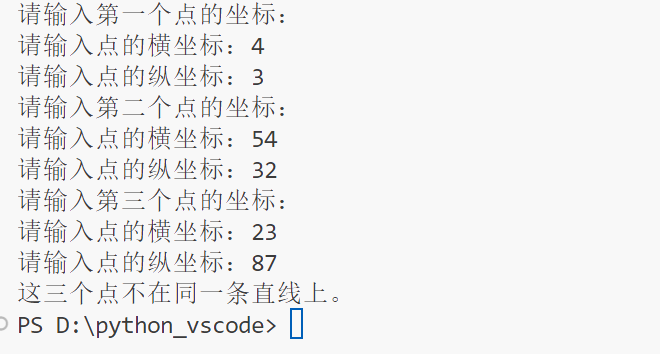 请输入第一个点的坐标：
请输入点的横坐标：4
请输入点的纵坐标：3
请输入第二个点的坐标：
请输入点的横坐标：54
请输入点的纵坐标：32
请输入第三个点的坐标：
请输入点的横坐标：23
请输入点的纵坐标：87
这三个点不在同一条直线上。
PS D:\python_vscode>